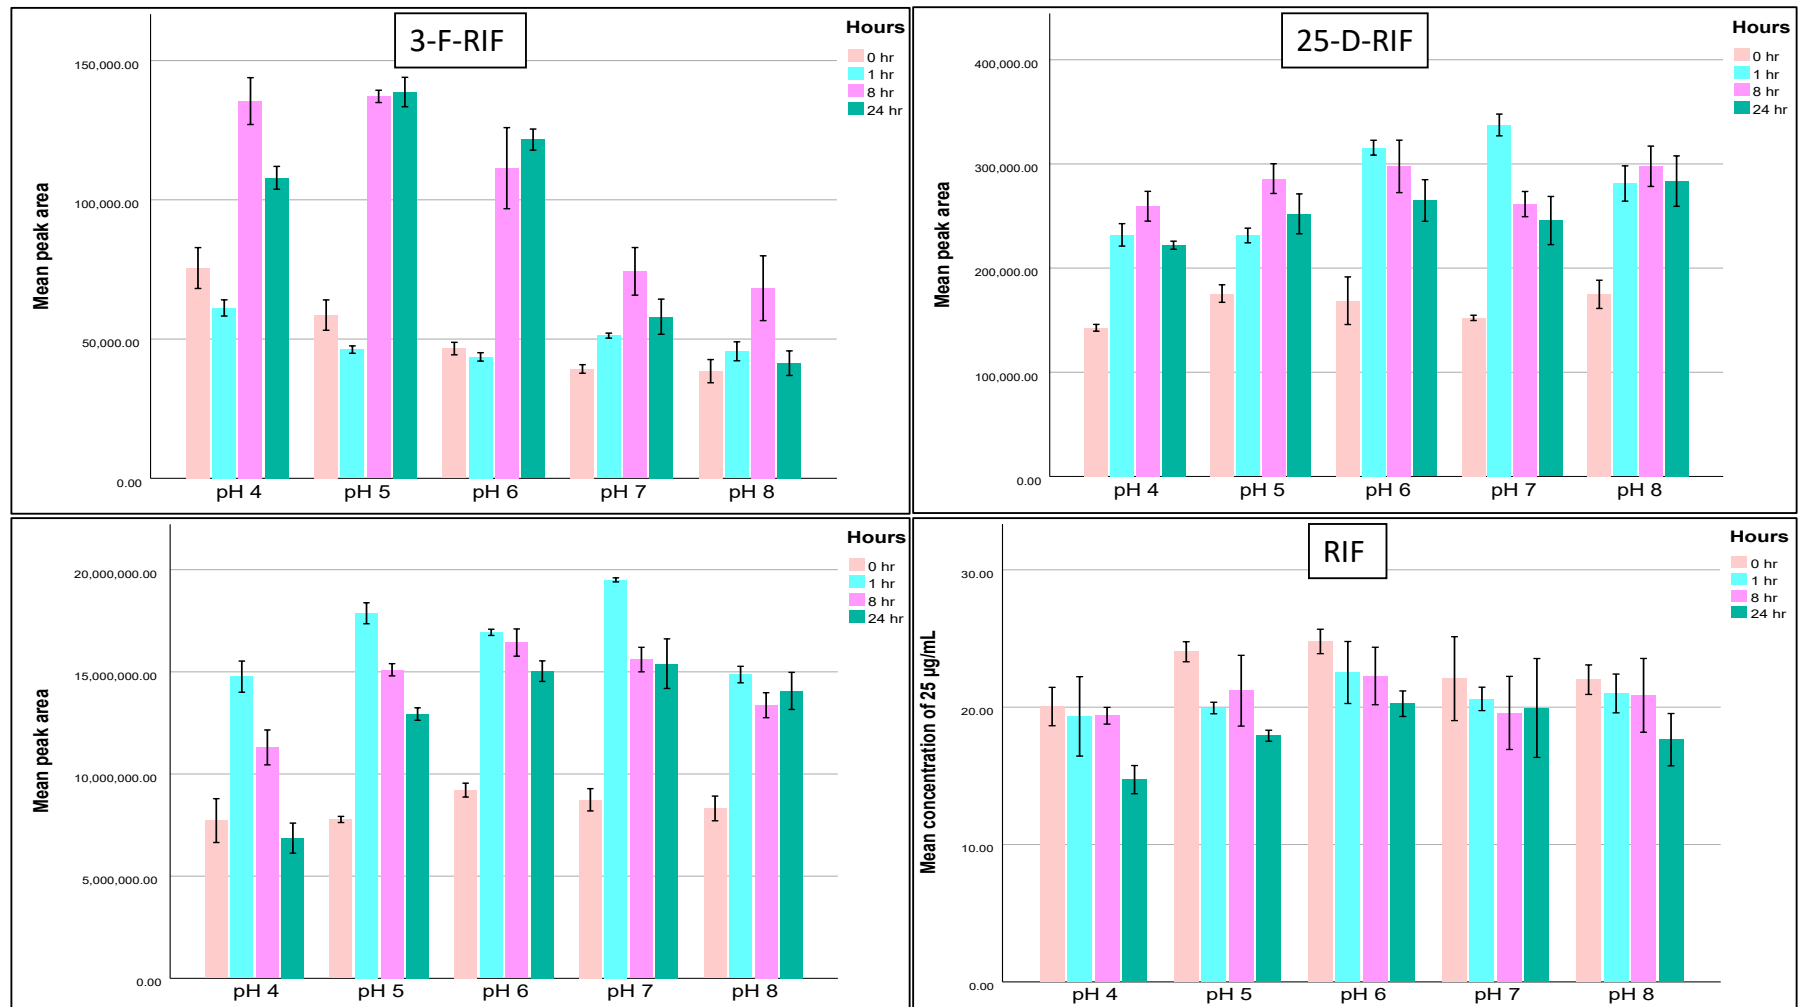 3-F-RIF
Hours
0 hr
1 hr
8 hr
24 hr
Mean peak area
150,000.00
100,000.00
50,000.00
0.00
pH 4 pH 5 pH 6 pH 7 pH 8
25-D-RIF
Hours
0 hr
1 hr
8 hr
24 hr
Mean peak area
400,000.00
300,000.00
200,000.00
100,000.00
0.00
pH 4 pH 5 pH 6 pH 7 pH 8
Hours
0 hr
1 hr
8 hr
24 hr
Mean peak area
20,000,000.00
15,000,000.00
10,000,000.00
5,000,000.00
0.00
pH 4 pH 5 pH 6 pH 7 pH 8
RIF
Hours
0 hr
1 hr
8 hr
24 hr
Mean concentration of 25 µg/mL
30.00
20.00
10.00
0.00
pH 4 pH 5 pH 6 pH 7 pH 8